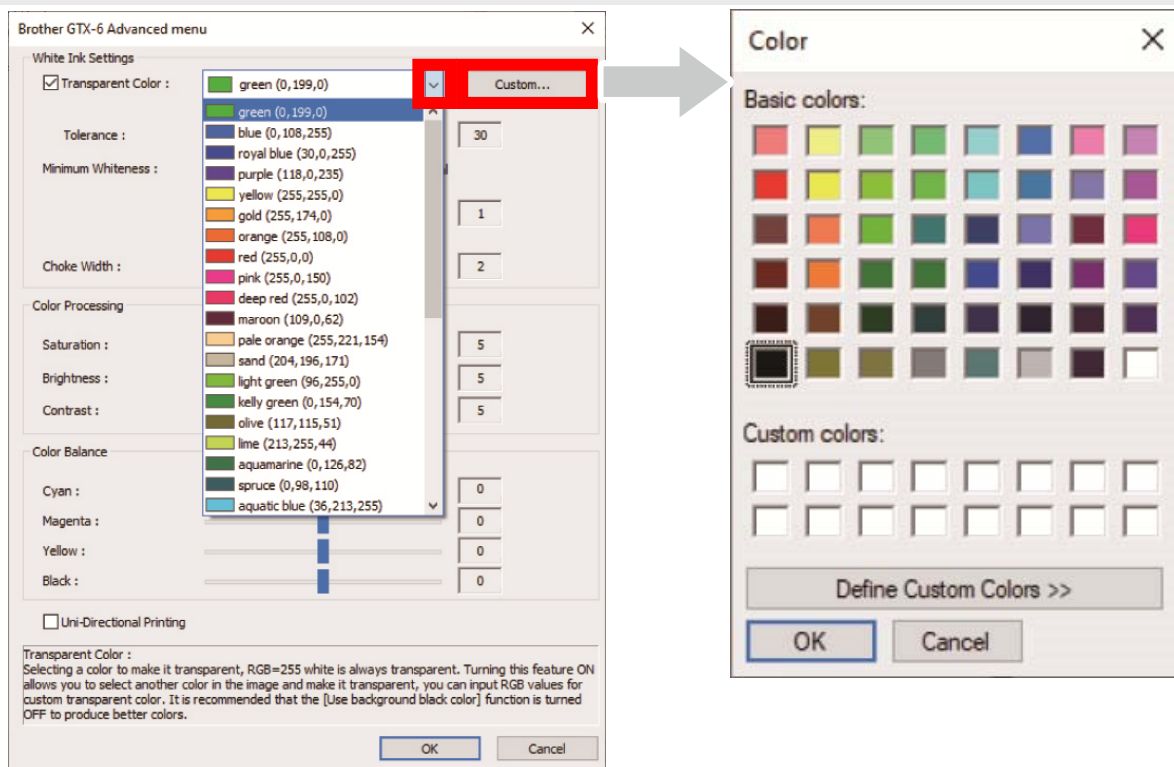 Brother GTX-6 Advanced menu
White Ink Settings
Transparent Color :
green (0,199,0)
Custom...
green (0,199,0)
blue (0,108,255)
royal blue (30,0,255)
purple (118,0,235)
yellow (255,255,0)
gold (255,174,0)
orange (255,108,0)
red (255,0,0)
pink (255,0,150)
deep red (255,0,102)
maroon (109,0,62)
pale orange (255,221,154)
sand (204,196,171)
light green (96,255,0)
kelly green (0,154,70)
olive (117,115,51)
lime (213,255,44)
aquamarine (0,126,82)
spruce (0,98,110)
aquatic blue (36,213,255)
Tolerance :
30
Minimum Whiteness :
1
Choke Width :
2
Color Processing
Saturation :
5
Brightness :
5
Contrast :
5
Color Balance
Cyan :
0
Magenta :
0
Yellow :
0
Black :
0
Uni-Directional Printing
Transparent Color :
Selecting a color to make it transparent, RGB=255 white is always transparent. Turning this feature ON
allows you to select another color in the image and make it transparent, you can input RGB values for
custom transparent color. It is recommended that the [Use background black color] function is turned
OFF to produce better colors.
OK
Cancel
Color
Basic colors:
Custom colors:
Define Custom Colors >>
OK
Cancel